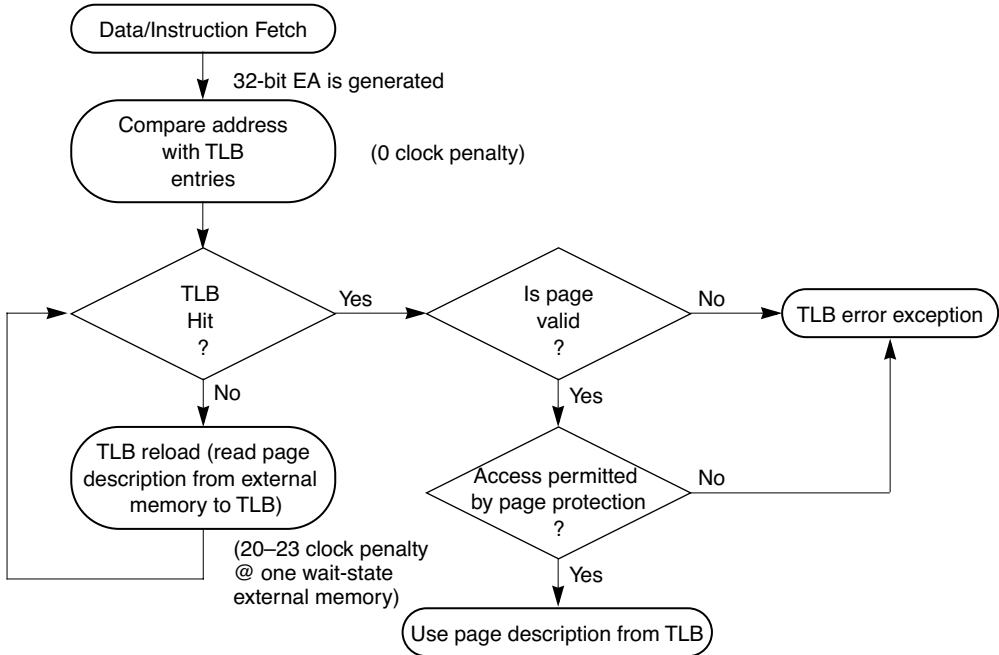 Data/Instruction Fetch
32-bit EA is generated
Compare address
with TLB
entries
(0 clock penalty)
TLB
Hit
?
Yes
Is page
valid
?
No
TLB error exception
No
Yes
TLB reload (read page
description from external
memory to TLB)
Access permitted
by page protection
?
No
(20–23 clock penalty
@ one wait-state
external memory)
Yes
Use page description from TLB